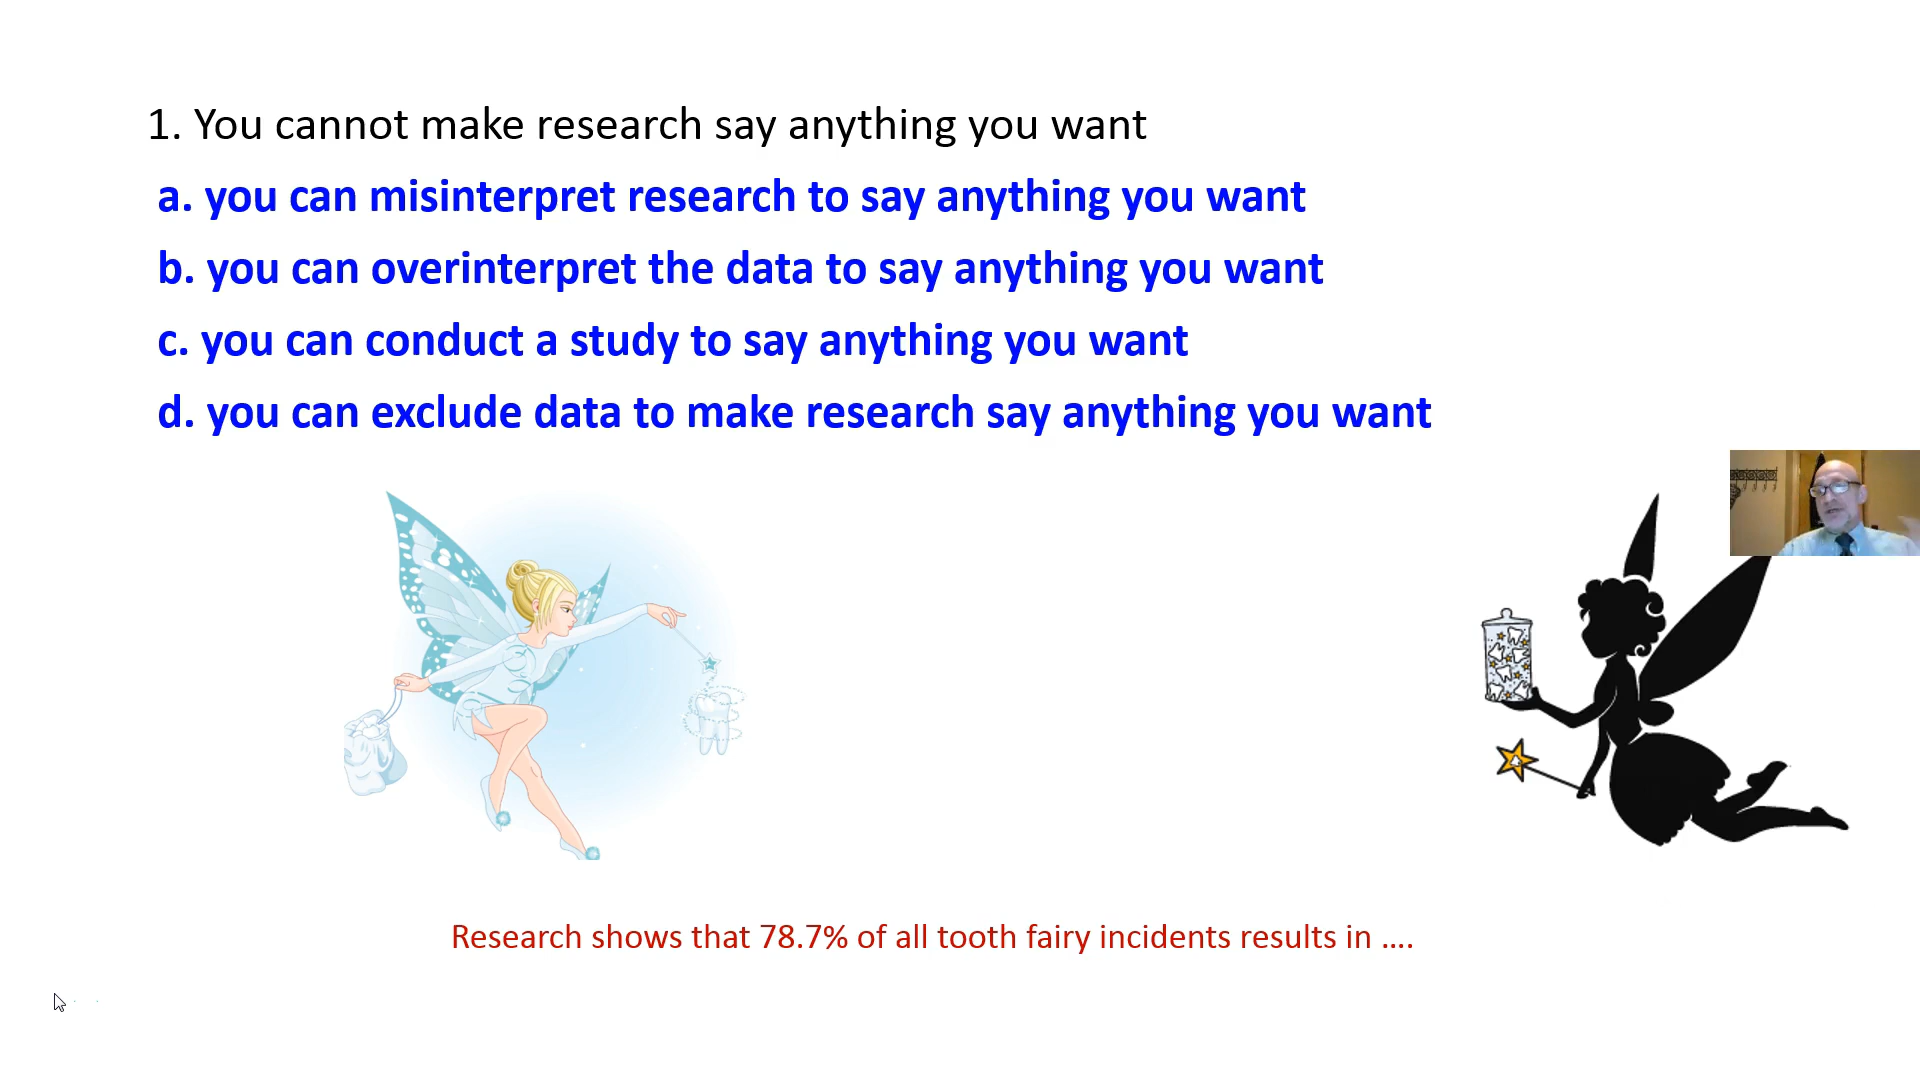 1. You cannot make research say anything you want
a. you can misinterpret research to say anything you want
b. you can overinterpret the data to say anything you want
c. you can conduct a study to say anything you want
d. you can exclude data to make research say anything you want
Research shows that 78.7% of all tooth fairy incidents results in ....